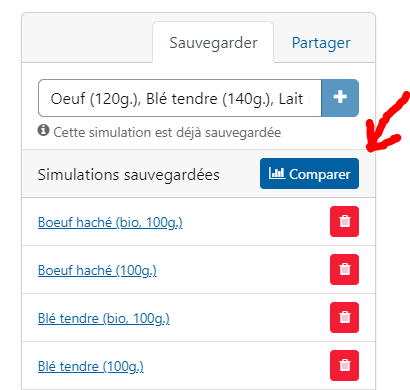 Sauvegarder
Partager
Oeuf (120g.), Blé tendre (140g.), Lait
+
Cette simulation est déjà sauvegardée
Simulations sauvegardées
Comparer
Boeuf haché (bio, 100g.)
Boeuf haché (100g.)
Blé tendre (bio, 100g.)
Blé tendre (100g.)